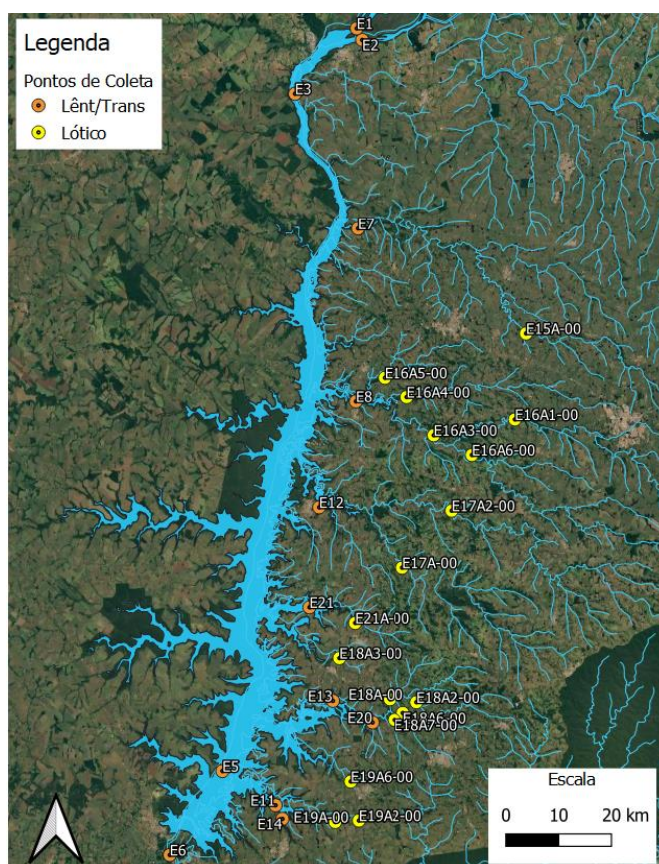 E1
Legenda
E2
Pontos de Coleta
Lênt/Trans
E3
Lótico
E7
E15A-00
E16A5-00
E16A4-00
E8
E16A1-00
E16A3-00
E16A6-00
E12
E17A2-00
E17A-00
E21
E21A-00
E18A3-00
E13
E18A-00
E18A2-00
E18A6-00
E20
E18A7-00
E5
E19A6-00
Escala
E11
E14
E19A-00
E19A2-00
0 10 20 km
E6